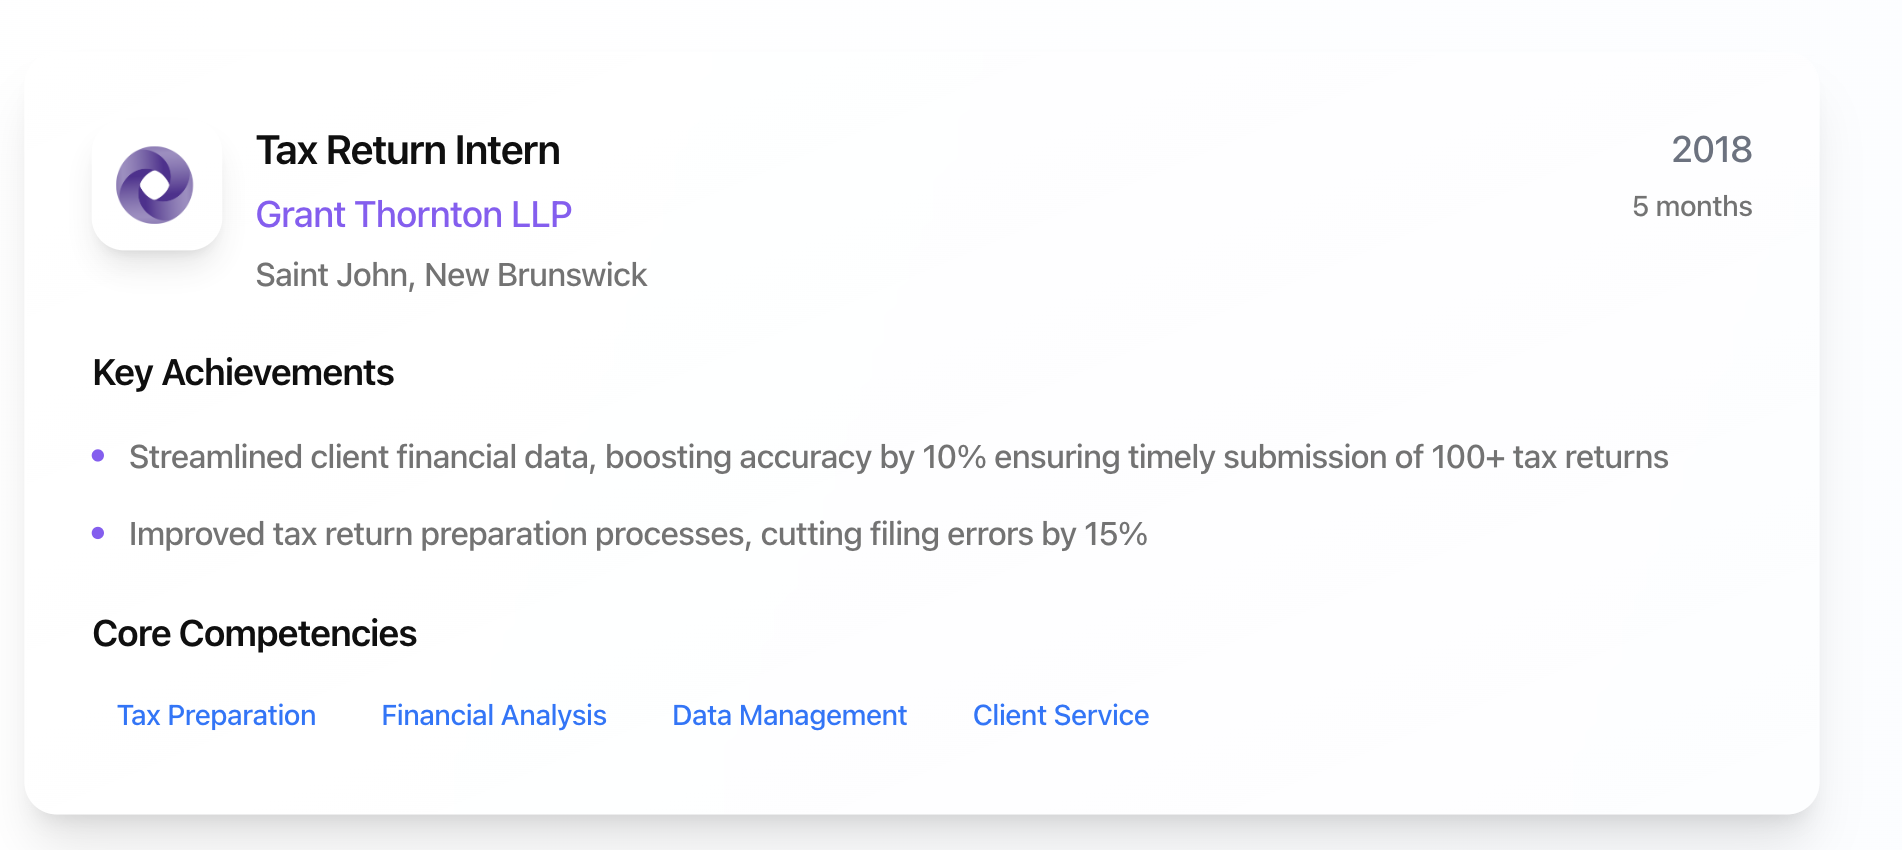 Tax Return Intern
2018
Grant Thornton LLP
5 months
Saint John, New Brunswick
Key Achievements
Streamlined client financial data, boosting accuracy by 10% ensuring timely submission of 100+ tax returns
Improved tax return preparation processes, cutting filing errors by 15%
Core Competencies
Tax Preparation Financial Analysis Data Management Client Service